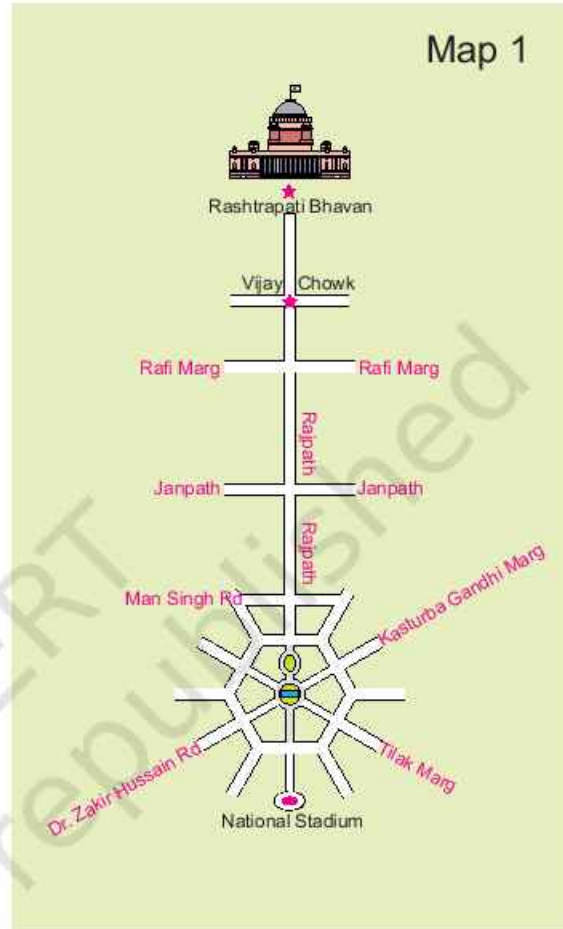 Map 1
Rashtrapati Bhavan
Vijay Chowk
Rafi Marg Rafi Marg
Rajpath
Janpath Janpath
Rajpath
Man Singh Rd
Kasturba Gandhi Marg
Dr. Zakir Hussain Rd
Tilak Marg
National Stadium
republished